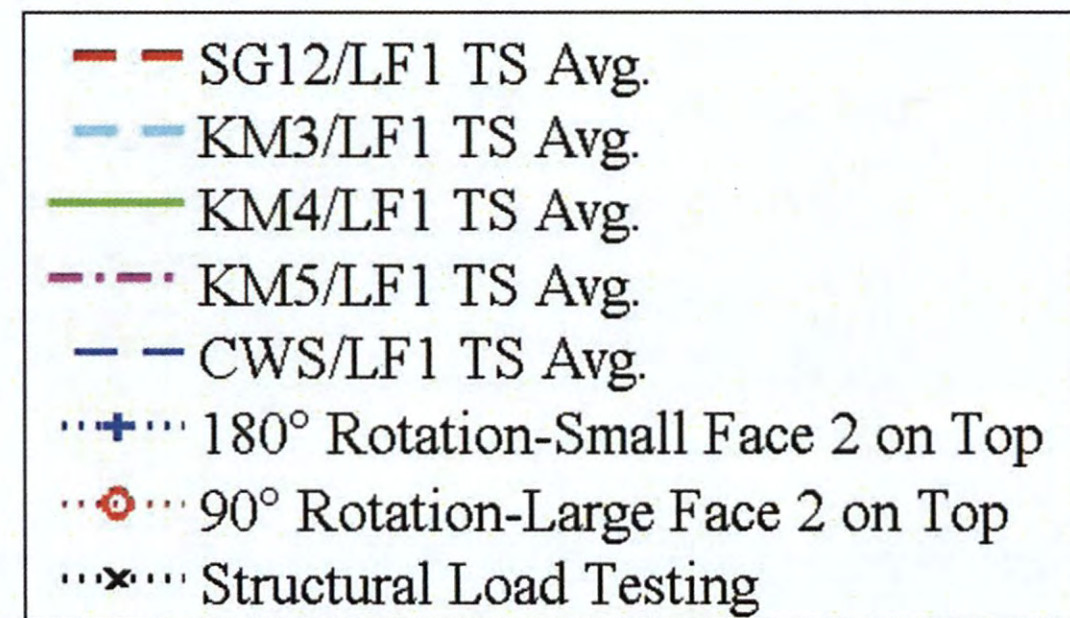 SG12/LF1 TS Avg.
KM3/LF1 TS Avg.
KM4/LF1 TS Avg.
KM5/LF1 TS Avg.
CWS/LF1 TS Avg.
180° Rotation-Small Face 2 on Top
90° Rotation-Large Face 2 on Top
Structural Load Testing